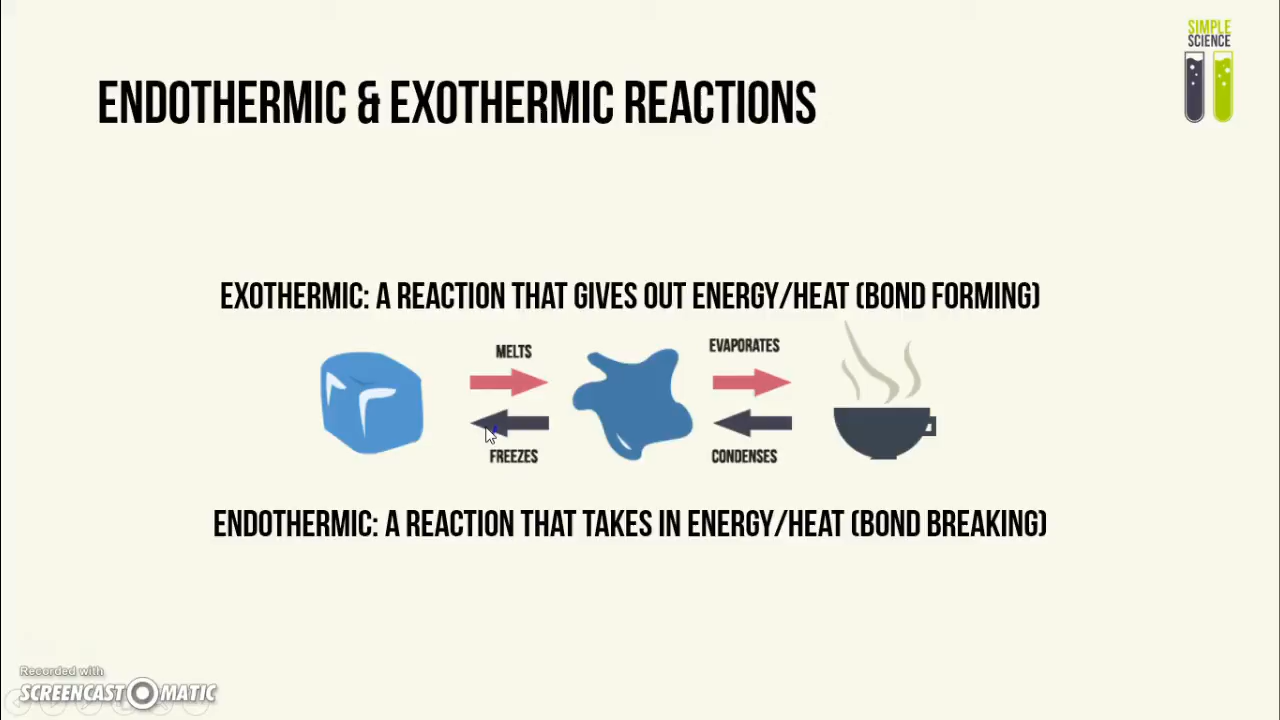 SIMPLE
SCIENCE
ENDOTHERMIC & EXOTHERMIC REACTIONS
EXOTHERMIC: A REACTION THAT GIVES OUT ENERGY/HEAT (BOND FORMING)
MELTS
EVAPORATES
FREEZES
CONDENSES
ENDOTHERMIC: A REACTION THAT TAKES IN ENERGY/HEAT (BOND BREAKING)
Recorded with
SCREENCAST MATIC